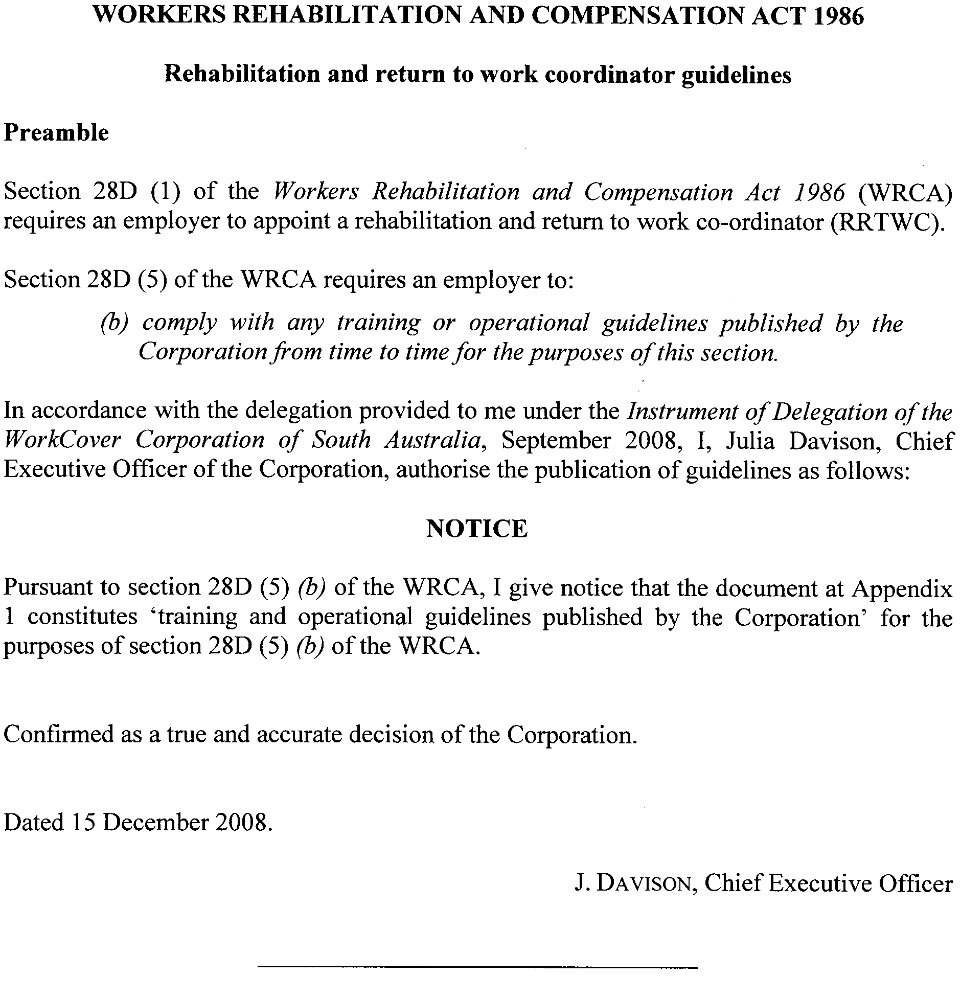 WORKERS REHABILITATION AND COMPENSATION ACT 1986
Rehabilitation and return to work coordinator guidelines
Preamble
Section 28D (1) of the Workers Rehabilitation and Compensation Act 1986 (WRCA)
requires an employer to appoint a rehabilitation and return to work co-ordinator (RRTWC).
Section 28D (5) of the WRCA requires an employer to:
(b) comply with any training or operational guidelines published by the
Corporation from time to time for the purposes of this section.
In accordance with the delegation provided to me under the Instrument of Delegation of the
WorkCover Corporation of South Australia, September 2008, I, Julia Davison, Chief
Executive Officer of the Corporation, authorise the publication of guidelines as follows:
NOTICE
Pursuant to section 28D (5) (b) of the WRCA, I give notice that the document at Appendix
1 constitutes ‘training and operational guidelines published by the Corporation’ for the
purposes of section 28D (5) (b) of the WRCA.
Confirmed as a true and accurate decision of the Corporation.
Dated 15 December 2008.
J. DAVISON, Chief Executive Officer